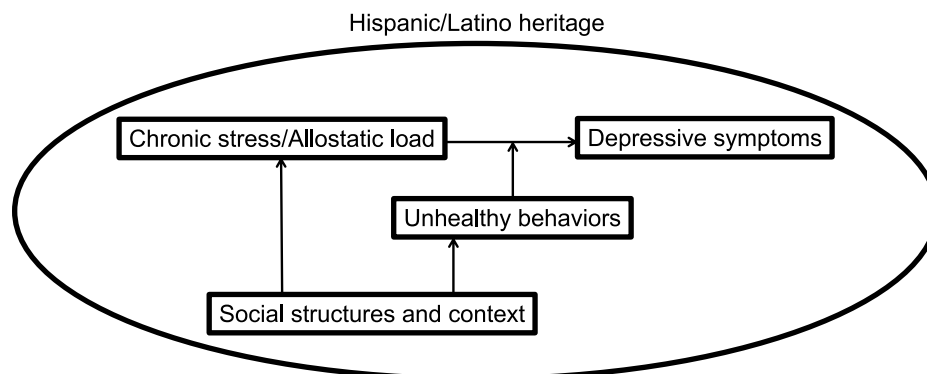 Hispanic/Latino heritage
Chronic stress/Allostatic load
Depressive symptoms
Unhealthy behaviors
Social structures and context